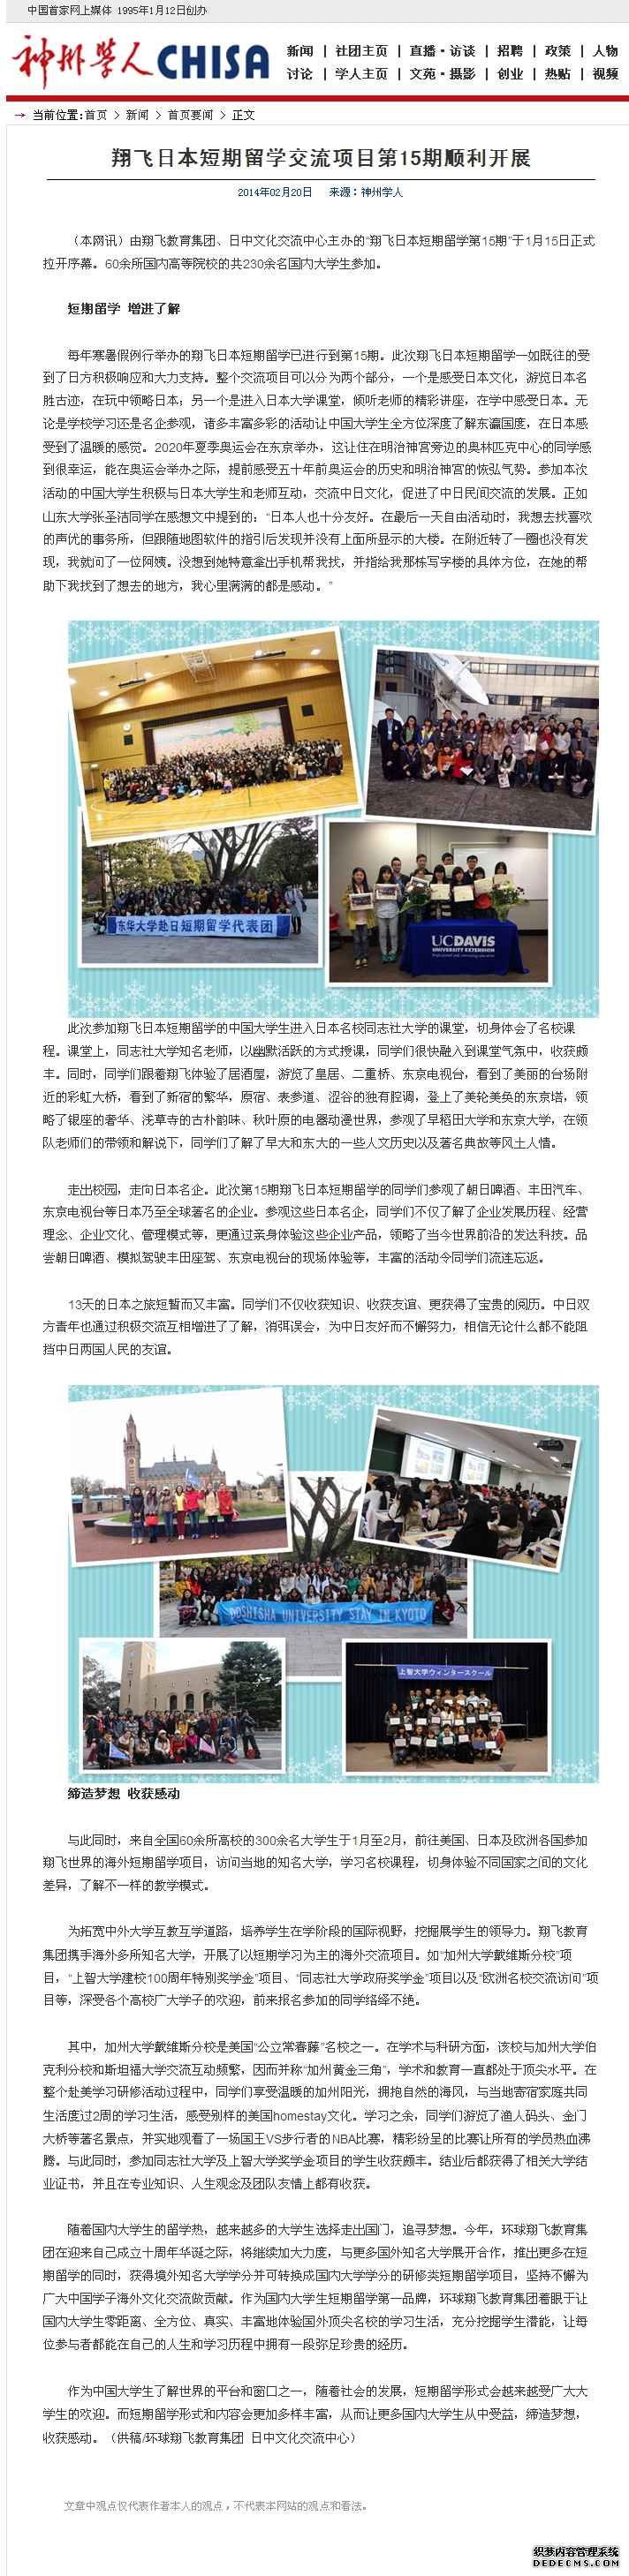 中国首家网上媒体 1995年1月12日创办
神州学人 CHISA
新闻 | 社团主页 | 直播·访谈 | 招聘 | 政策 | 人物
讨论 | 学人主页 | 文苑·摄影 | 创业 | 热贴 | 视频
→ 当前位置:首页 > 新闻 > 首页要闻 > 正文
翔飞日本短期留学交流项目第15期顺利开展
2014年02月20日 来源：神州学人
（本网讯）由翔飞教育集团、日中文化交流中心主办的“翔飞日本短期留学第15期”于1月15日正式
拉开序幕。60余所国内高等院校的共230余名国内大学生参加。
短期留学 增进了解
每年寒暑假例行举办的翔飞日本短期留学已进行到第15期。此次翔飞日本短期留学一如既往的受
到了日方积极响应和大力支持。整个交流项目可以分为两个部分，一个是感受日本文化，游览日本名
胜古迹，在玩中领略日本，另一个是进入日本大学课堂，倾听老师的精彩讲座，在学中感受日本。无
论是学校学习还是名企参观，诸多丰富多彩的活动让中国大学生全方位深度了解东瀛国度，在日本感
受到了温暖的感觉。2020年夏季奥运会在东京举办，这让住在明治神宫旁边的奥林匹克中心的同学感
到很幸运，能在奥运会举办之际，提前感受五十年前奥运会的历史和明治神宫的恢弘气势。参加本次
活动的中国大学生积极与日本大学生和老师互动，交流中日文化，促进了中日民间交流的发展。正如
山东大学张圣洁同学在感想文中提到的：“日本人也十分友好。在最后一天自由活动时，我想去找喜欢
的声优的事务所，但跟随地图软件的指引后发现并没有上面所显示的大楼。在附近转了一圈也没有发
现，我就问了一位阿姨。没想到她特意拿出手机帮我找，并指给我那栋写字楼的具体方位，在她的帮
助下我找到了想去的地方，我心里满满的都是感动。”
东华大学赴日短期留学代表团
UCDAVIS
UNIVERSITY EXTENSION
此次参加翔飞日本短期留学的中国大学生进入日本名校同志社大学的课堂，切身体会了名校课
程。课堂上，同志社大学知名老师，以幽默活跃的方式授课，同学们很快融入到课堂气氛中，收获颇
丰。同时，同学们跟着翔飞体验了居酒屋，游览了皇居、二重桥、东京电视台，看到了美丽的台场附
近的彩虹大桥，看到了新宿的繁华，原宿、表参道、涩谷的独有腔调，登上了美轮美奂的东京塔，领
略了银座的奢华、浅草寺的古朴韵味、秋叶原的电器动漫世界，参观了早稻田大学和东京大学，在领
队老师们的带领和解说下，同学们了解了早大和东大的一些人文历史以及著名典故等风土人情。
走出校园，走向日本名企。此次第15期翔飞日本短期留学的同学们参观了朝日啤酒、丰田汽车、
东京电视台等日本乃至全球著名的企业。参观这些日本名企，同学们不仅了解了企业发展历程、经营
理念、企业文化、管理模式等，更通过亲身体验这些企业产品，领略了当今世界前沿的发达科技。品
尝朝日啤酒、模拟驾驶丰田座驾、东京电视台的现场体验等，丰富的活动令同学们流连忘返。
13天的日本之旅短暂而又丰富。同学们不仅收获知识、收获友谊、更获得了宝贵的阅历。中日双
方青年也通过积极交流互相增进了了解，消弭误会，为中日友好而不懈努力，相信无论什么都不能阻
挡中日两国人民的友谊。
DOSHISHA UNIVERSITY STAY IN KYOTO
上智大学ウィンタースクール
缔造梦想 收获感动
与此同时，来自全国60余所高校的300余名大学生于1月至2月，前往美国、日本及欧洲各国参加
翔飞世界的海外短期留学项目，访问当地的知名大学，学习名校课程，切身体验不同国家之间的文化
差异，了解不一样的教学模式。
为拓宽中外大学互教互学道路，培养学生在学阶段的国际视野，挖掘展学生的领导力。翔飞教育
集团携手海外多所知名大学，开展了以短期学习为主的海外交流项目。如“加州大学戴维斯分校”项
目，“上智大学建校100周年特别奖学金”项目、“同志社大学政府奖学金”项目以及“欧洲名校交流访问”项
目等，深受各个高校广大学子的欢迎，前来报名参加的同学络绎不绝。
其中，加州大学戴维斯分校是美国“公立常春藤”名校之一。在学术与科研方面，该校与加州大学伯
克利分校和斯坦福大学交流互动频繁，因而并称“加州黄金三角”，学术和教育一直都处于顶尖水平。在
整个赴美学习研修活动过程中，同学们享受温暖的加州阳光，拥抱自然的海风，与当地寄宿家庭共同
生活度过2周的学习生活，感受别样的美国homestay文化。学习之余，同学们游览了渔人码头、金门
大桥等著名景点，并实地观看了一场国王VS步行者的NBA比赛，精彩纷呈的比赛让所有的学员热血沸
腾。与此同时，参加同志社大学及上智大学奖学金项目的学生收获颇丰。结业后都获得了相关大学结
业证书，并且在专业知识、人生观念及团队友情上都有收获。
随着国内大学生的留学热，越来越多的大学生选择走出国门，追寻梦想。今年，环球翔飞教育集
团在迎来自己成立十周年华诞之际，将继续加大力度，与更多国外知名大学展开合作，推出更多在短
期留学的同时，获得境外知名大学学分并可转换成国内大学学分的研修类短期留学项目，坚持不懈为
广大中国学子海外文化交流做贡献。作为国内大学生短期留学第一品牌，环球翔飞教育集团着眼于让
国内大学生零距离、全方位、真实、丰富地体验国外顶尖名校的学习生活，充分挖掘学生潜能，让每
位参与者都能在自己的人生和学习历程中拥有一段弥足珍贵的经历。
作为中国大学生了解世界的平台和窗口之一，随着社会的发展，短期留学形式会越来越受广大大
学生的欢迎。而短期留学形式和内容会更加多样丰富，从而让更多国内大学生从中受益，缔造梦想，
收获感动。（供稿/环球翔飞教育集团 日中文化交流中心）
文章中观点仅代表作者本人的观点，不代表本网站的观点和看法。
织梦内容管理系统
DEDECMS.COM